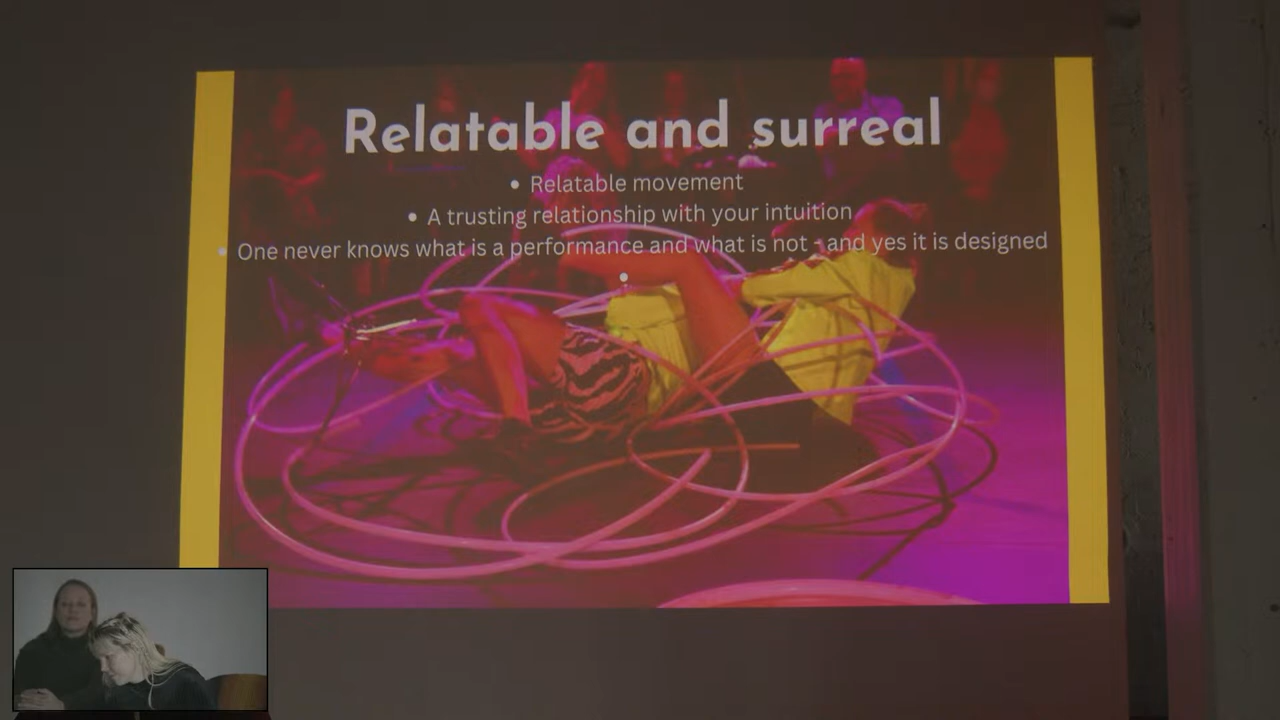 Relatable and surreal
• Relatable movement
• A trusting relationship with your intuition
• One never knows what is a performance and what is not - and yes it is designed
•